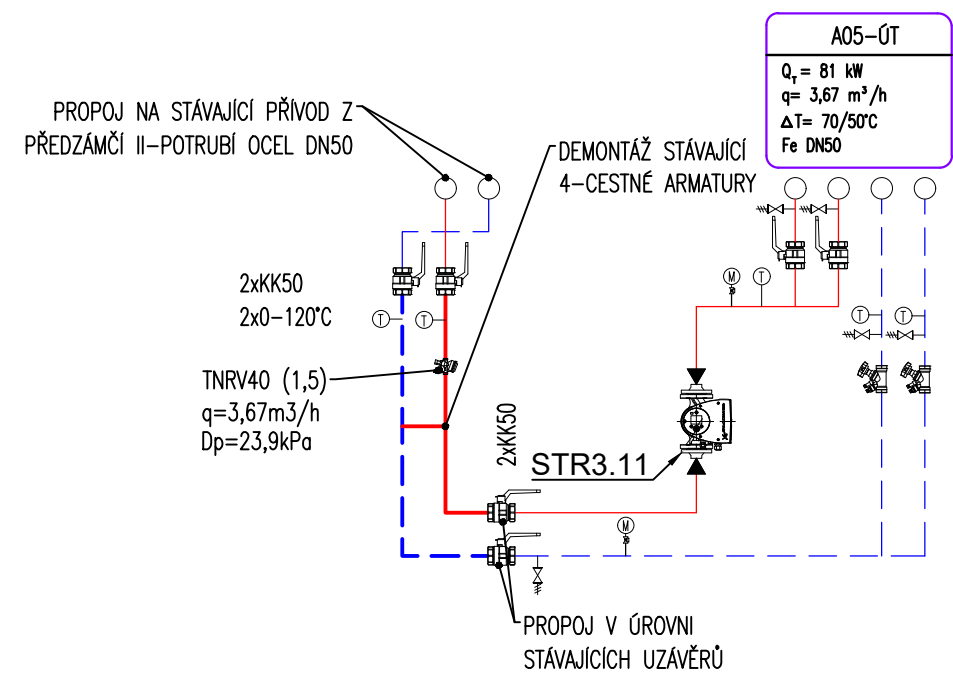 A05-ÚT
Q_T= 81 kW
q= 3,67 m³/h
ΔT= 70/50°C
Fe DN50
PROPOJ NA STÁVAJÍCÍ PŘÍVOD Z
PŘEDZÁMČÍ II-POTRUBÍ OCEL DN50
DEMONTÁŽ STÁVAJÍCÍ
4-CESTNÉ ARMATURY
2xKK50
2x0-120°C
T
T
M
T
T
T
TNRV40 (1,5)
q=3,67m3/h
Dp=23,9kPa
2xKK50
STR3.11
M
PROPOJ V ÚROVNI
STÁVAJÍCÍCH UZÁVĚRŮ